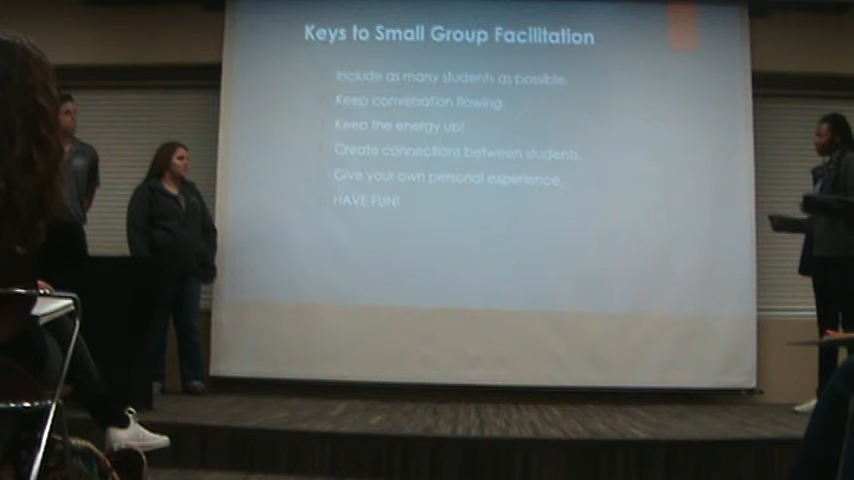 Keys to Small Group Facilitation
Include as many students as possible.
Keep conversation flowing.
Keep the energy up!
Create connections between students.
Give your own personal experience.
HAVE FUN!